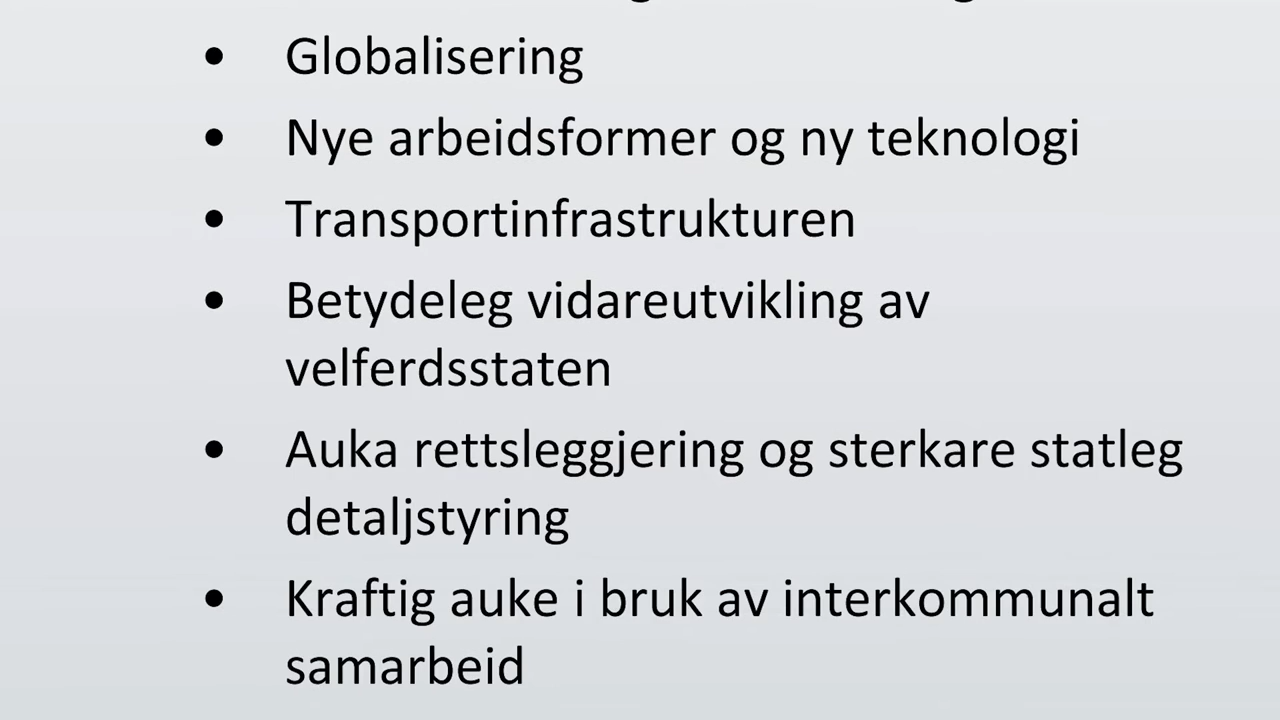 • Globalisering
• Nye arbeidsformer og ny teknologi
• Transportinfrastrukturen
• Betydeleg vidareutvikling av
velferdsstaten
• Auka rettsleggjering og sterkare statleg
detaljstyring
• Kraftig auke i bruk av interkommunalt
samarbeid